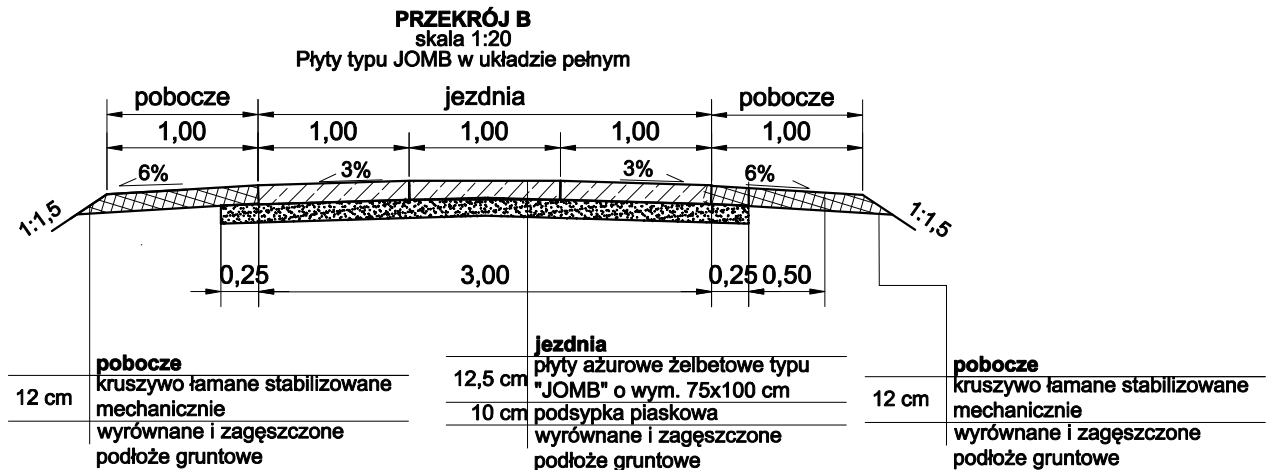 PRZEKRÓJ B
skala 1:20
Płyty typu JOMB w układzie pełnym
pobocze jezdnia pobocze
1,00 1,00 1,00 1,00 1,00
6% 3% 3% 6%
1:1,5 1:1,5
0,25 3,00 0,25 0,50
pobocze
12 cm kruszywo łamane stabilizowane
mechanicznie
wyrównane i zagęszczone
podłoże gruntowe
jezdnia
12,5 cm płyty ażurowe żelbetowe typu
"JOMB" o wym. 75x100 cm
10 cm podsypka piaskowa
wyrównane i zagęszczone
podłoże gruntowe
pobocze
12 cm kruszywo łamane stabilizowane
mechanicznie
wyrównane i zagęszczone
podłoże gruntowe